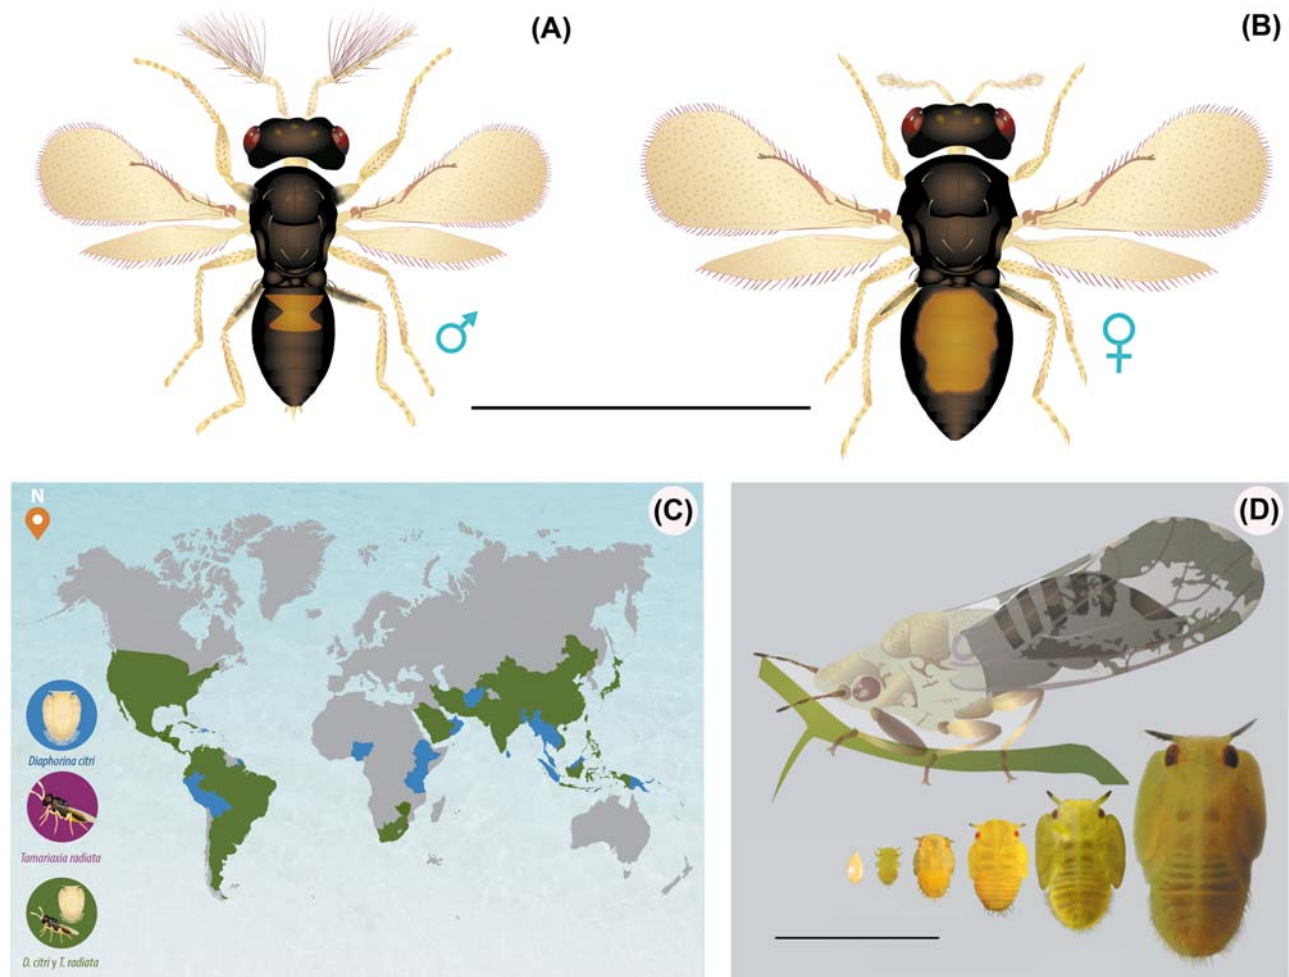 (A)
(B)
♂
♀
N
(C)
(D)
Diaphorina citri
Tamariaxia radiata
D. citri y T. radiata